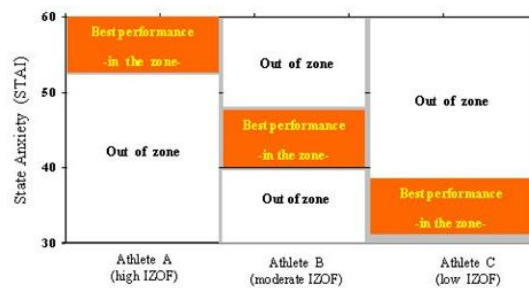 60
Best performance
-in the zone-
Out of zone
Out of zone
50
State Anxiety (STAI)
Out of zone
Best performance
-in the zone-
40
Out of zone
Best performance
-in the zone-
30
Athlete A
(high IZOF)
Athlete B
(moderate IZOF)
Athlete C
(low IZOF)